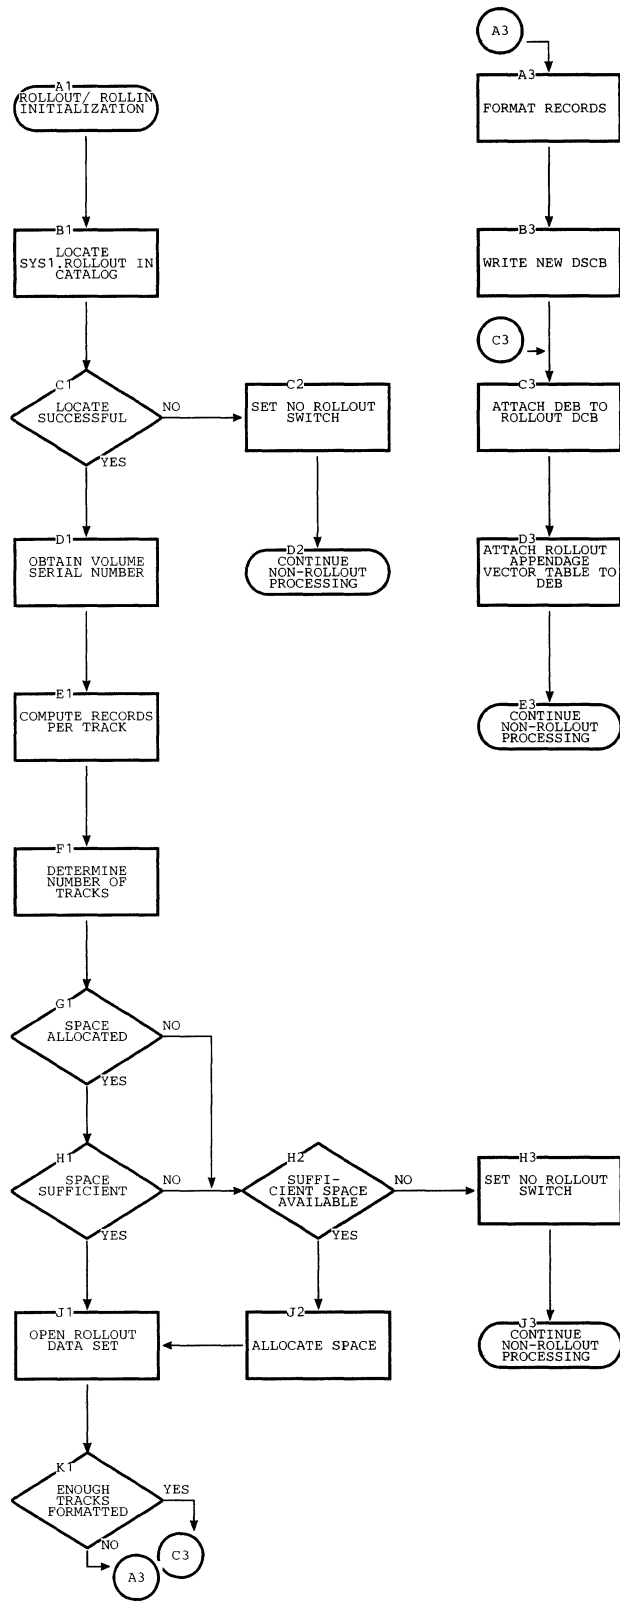 A1
ROLLOUT/ ROLLIN
INITIALIZATION
B1
LOCATE
SYS1.ROLLOUT IN
CATALOG
C1
LOCATE
SUCCESSFUL
NO
YES
C2
SET NO ROLLOUT
SWITCH
D2
CONTINUE
NON-ROLLOUT
PROCESSING
D1
OBTAIN VOLUME
SERIAL NUMBER
E1
COMPUTE RECORDS
PER TRACK
F1
DETERMINE
NUMBER OF
TRACKS
G1
SPACE
ALLOCATED
NO
YES
H1
SPACE
SUFFICIENT
NO
YES
H2
SUFFI-
CIENT SPACE
AVAILABLE
NO
YES
H3
SET NO ROLLOUT
SWITCH
J1
OPEN ROLLOUT
DATA SET
J2
ALLOCATE SPACE
J3
CONTINUE
NON-ROLLOUT
PROCESSING
K1
ENOUGH
TRACKS
FORMATTED
YES
NO
C3
A3
A3
A3
FORMAT RECORDS
B3
WRITE NEW DSCB
C3
C3
ATTACH DEB TO
ROLLOUT DCB
D3
ATTACH ROLLOUT
APPENDAGE
VECTOR TABLE TO
DEB
E3
CONTINUE
NON-ROLLOUT
PROCESSING